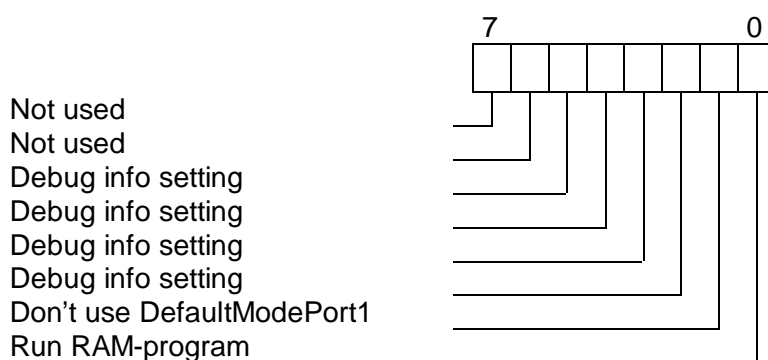 7 0
Not used
Not used
Debug info setting
Debug info setting
Debug info setting
Debug info setting
Don't use DefaultModePort1
Run RAM-program